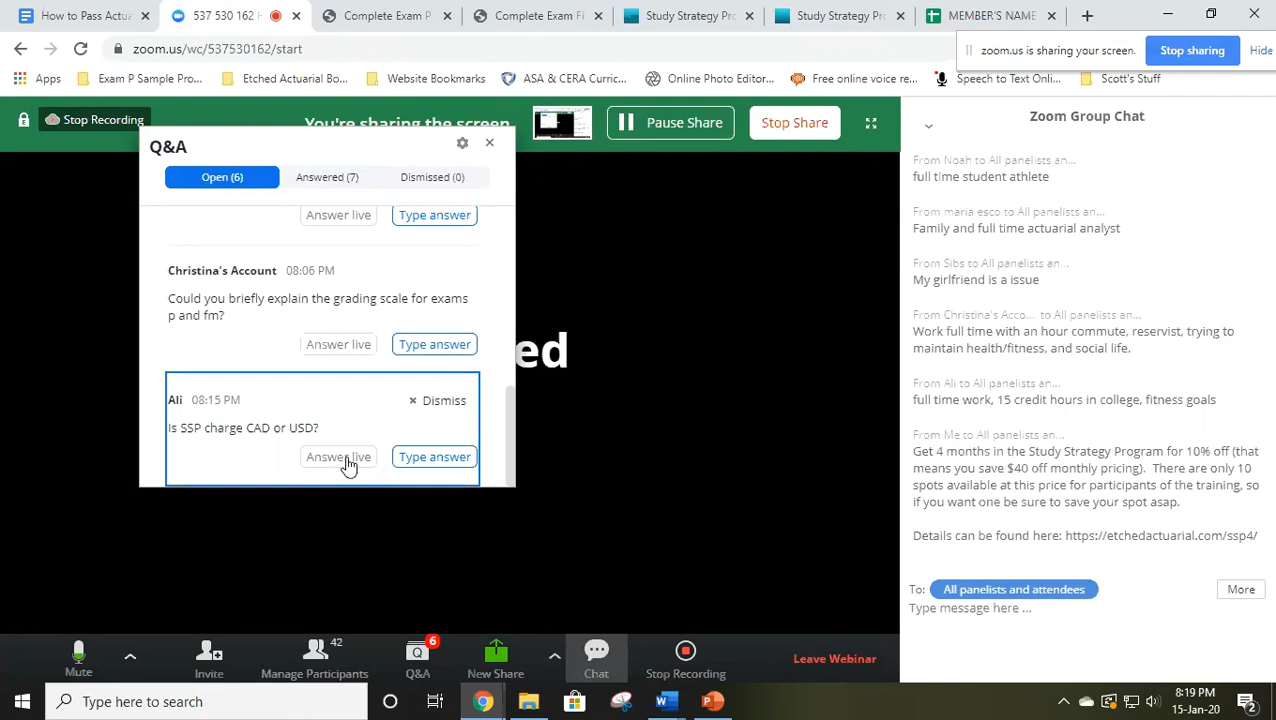 How to Pass Actu
537 530 162
Complete Exam P
Complete Exam F
Study Strategy Pro
Study Strategy Pro
MEMBER'S NAME
zoom.us/wc/537530162/start
zoom.us is sharing your screen.
Stop sharing
Hide
Apps
Exam P Sample Pro...
Etched Actuarial Bo...
Website Bookmarks
ASA & CERA Curric...
Online Photo Editor...
Free online voice re...
Speech to Text Onli...
Scott's Stuff
Stop Recording
You're sharing the screen
Pause Share
Stop Share
Zoom Group Chat
Q&A
Open (6)
Answered (7)
Dismissed (0)
Answer live
Type answer
Christina's Account 08:06 PM
Could you briefly explain the grading scale for exams
p and fm?
Answer live
Type answer
Ali 08:15 PM
Dismiss
Is SSP charge CAD or USD?
Answer live
Type answer
ed
From Noah to All panelists an...
full time student athlete
From maria esco to All panelists an...
Family and full time actuarial analyst
From Sibs to All panelists an...
My girlfriend is a issue
From Christina's Acco... to All panelists an...
Work full time with an hour commute, reservist, trying to
maintain health/fitness, and social life.
From Ali to All panelists an...
full time work, 15 credit hours in college, fitness goals
From Me to All panelists an...
Get 4 months in the Study Strategy Program for 10% off (that
means you save $40 off monthly pricing). There are only 10
spots available at this price for participants of the training, so
if you want one be sure to save your spot asap.
Details can be found here: https://etchedactuarial.com/ssp4/
To:
All panelists and attendees
More
Type message here ...
Mute
Invite
42
Manage Participants
6
Q&A
New Share
Chat
Stop Recording
Leave Webinar
Type here to search
8:19 PM
15-Jan-20
2